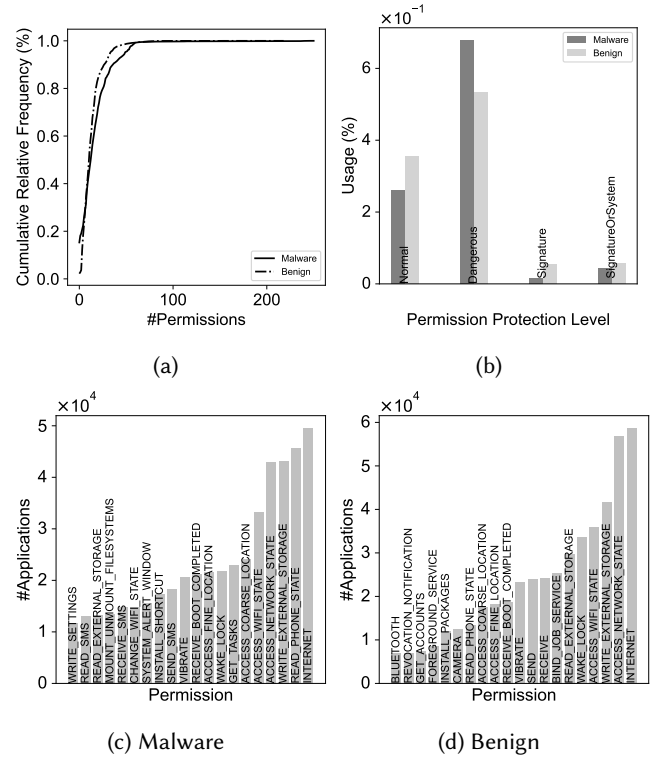 Cumulative Relative Frequency (%)
1.0
0.8
0.6
0.4
0.2
0.0
Malware
Benign
0
100
200
#Permissions
(a)
×10⁻¹
Usage (%)
6
4
2
0
Malware
Benign
Normal
Dangerous
Signature
SignatureOrSystem
Permission Protection Level
(b)
×10⁴
#Applications
5
4
3
2
1
0
WRITE_SETTINGS
READ_SMS
READ_EXTERNAL_STORAGE
MOUNT_UNMOUNT_FILESYSTEMS
RECEIVE_SMS
CHANGE_WIFI_STATE
SYSTEM_ALERT_WINDOW
INSTALL_SHORTCUT
SEND_SMS
VIBRATE
RECEIVE_BOOT_COMPLETED
ACCESS_FINE_LOCATION
WAKE_LOCK
GET_TASKS
ACCESS_COARSE_LOCATION
ACCESS_WIFI_STATE
ACCESS_NETWORK_STATE
WRITE_EXTERNAL_STORAGE
READ_PHONE_STATE
INTERNET
Permission
(c) Malware
×10⁴
#Applications
6
4
2
0
BLUETOOTH
REVOCATION_NOTIFICATION
GET_ACCOUNTS
FOREGROUND_SERVICE
INSTALL_PACKAGES
CAMERA
READ_PHONE_STATE
ACCESS_COARSE_LOCATION
ACCESS_FINE_LOCATION
RECEIVE_BOOT_COMPLETED
VIBRATE
SEND
RECEIVE
BIND_JOB_SERVICE
READ_EXTERNAL_STORAGE
WAKE_LOCK
ACCESS_WIFI_STATE
WRITE_EXTERNAL_STORAGE
ACCESS_NETWORK_STATE
INTERNET
Permission
(d) Benign